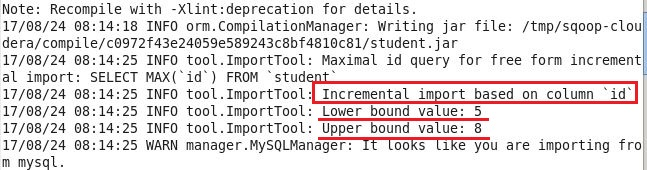 Note: Recompile with -Xlint:deprecation for details.
17/08/24 08:14:18 INFO orm.CompilationManager: Writing jar file: /tmp/sqoop-clou
dera/compile/c0972f43e24059e589243c8bf4810c81/student.jar
17/08/24 08:14:25 INFO tool.ImportTool: Maximal id query for free form increment
al import: SELECT MAX(`id`) FROM `student`
17/08/24 08:14:25 INFO tool.ImportTool: Incremental import based on column `id`
17/08/24 08:14:25 INFO tool.ImportTool: Lower bound value: 5
17/08/24 08:14:25 INFO tool.ImportTool: Upper bound value: 8
17/08/24 08:14:25 WARN manager.MySQLManager: It looks like you are importing fro
m mysql.